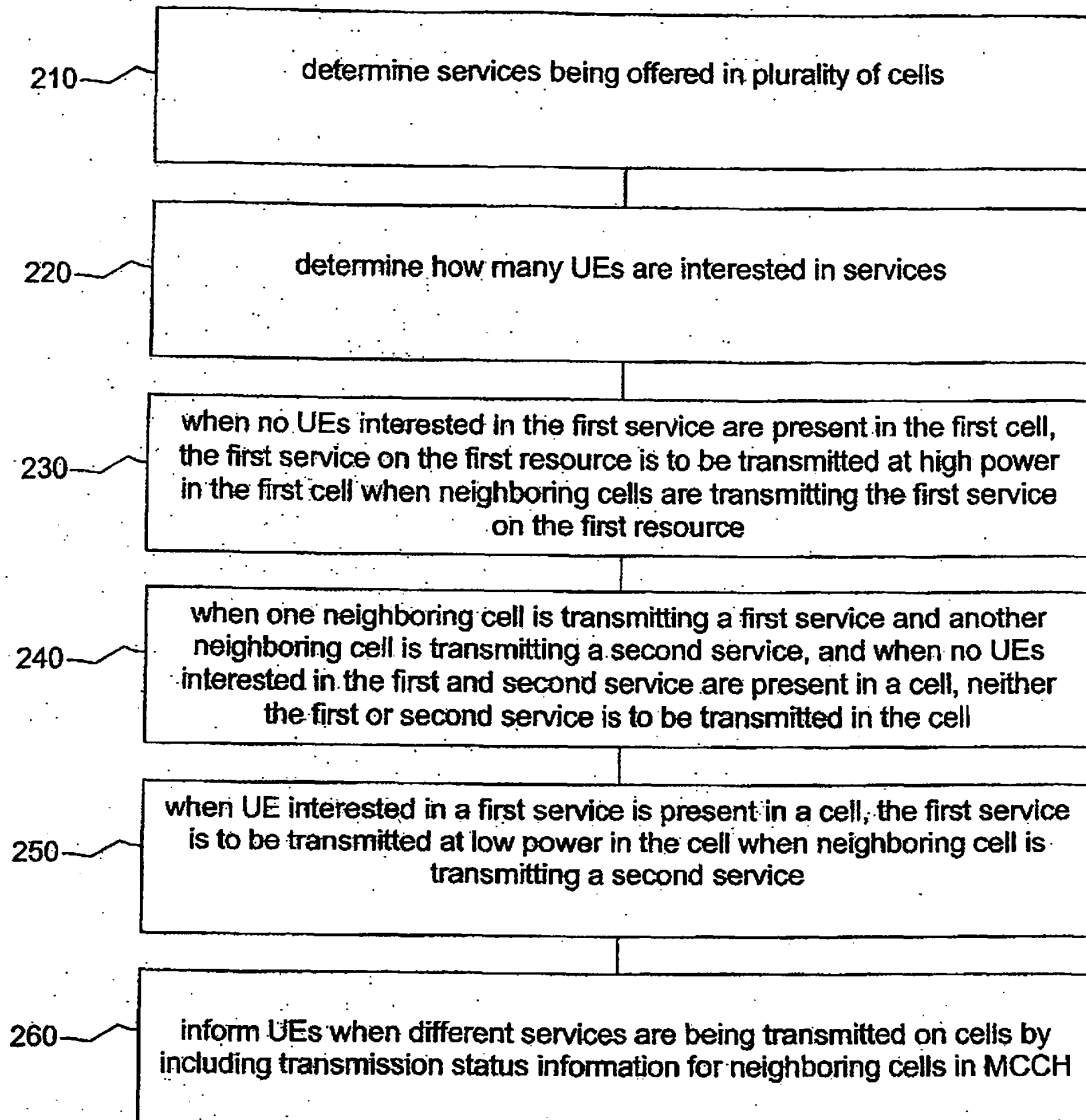 210
determine services being offered in plurality of cells
220
determine how many UEs are interested in services
230
when no UEs interested in the first service are present in the first cell,
the first service on the first resource is to be transmitted at high power
in the first cell when neighboring cells are transmitting the first service
on the first resource
240
when one neighboring cell is transmitting a first service and another
neighboring cell is transmitting a second service, and when no UEs
interested in the first and second service are present in a cell, neither
the first or second service is to be transmitted in the cell
250
when UE interested in a first service is present in a cell, the first service
is to be transmitted at low power in the cell when neighboring cell is
transmitting a second service
260
inform UEs when different services are being transmitted on cells by
including transmission status information for neighboring cells in MCCH